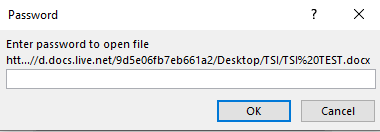 Password
Enter password to open file
htt...//d.docs.live.net/9d5e06fb7eb661a2/Desktop/TSI/TSI%20TEST.docx
OK
Cancel